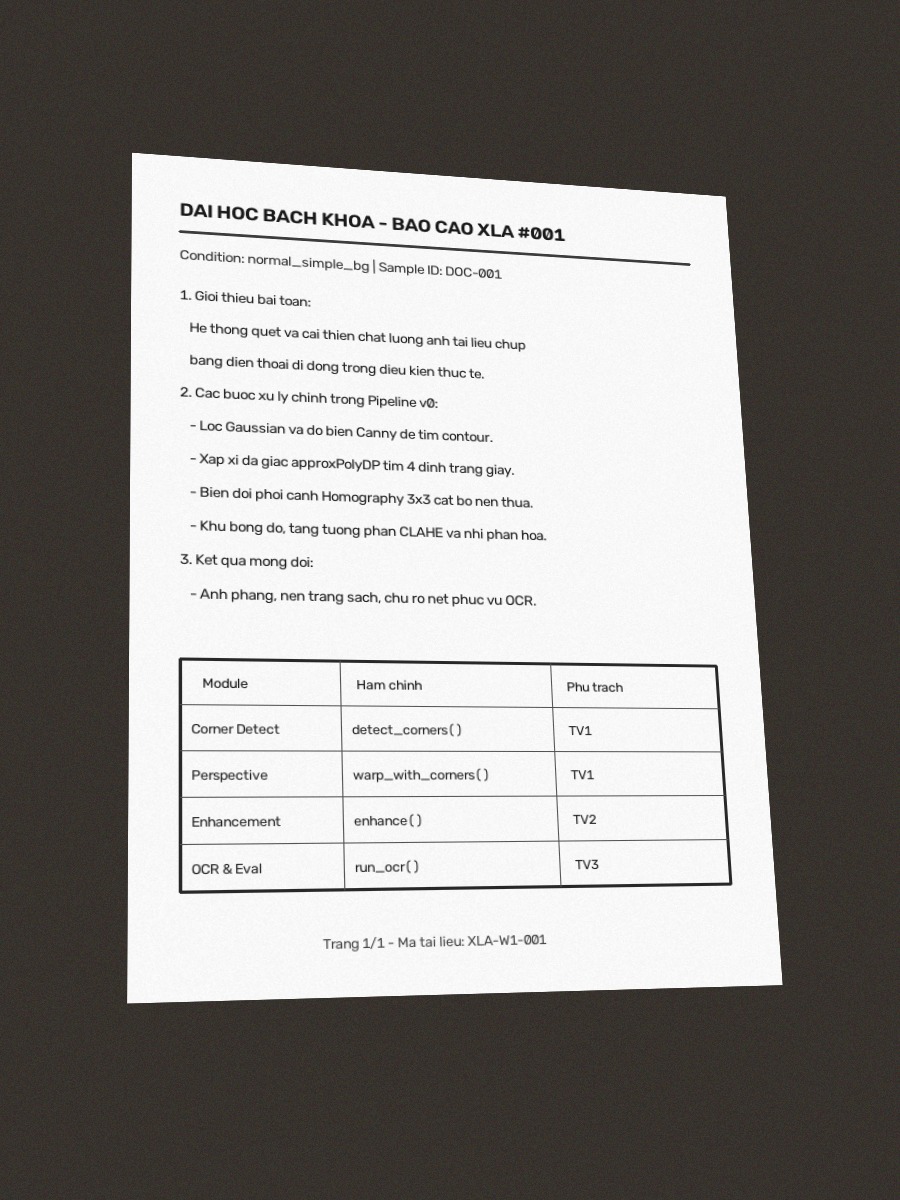 DAI HOC BACH KHOA - BAO CAO XLA #001
Condition: normal_simple_bg | Sample ID: DOC-001
1. Gioi thieu bai toan:
He thong quet va cai thien chat luong anh tai lieu chup
bang dien thoai di dong trong dieu kien thuc te.
2. Cac buoc xu ly chinh trong Pipeline v0:
- Loc Gaussian va do bien Canny de tim contour.
- Xap xi da giac approxPolyDP tim 4 dinh trang giay.
- Bien doi phoi canh Homography 3x3 cat bo nen thua.
- Khu bong do, tang tuong phan CLAHE va nhi phan hoa.
3. Ket qua mong doi:
- Anh phang, nen trang sach, chu ro net phuc vu OCR.
Module Ham chinh Phu trach
Corner Detect detect_corners() TV1
Perspective warp_with_corners() TV1
Enhancement enhance() TV2
OCR & Eval run_ocr() TV3
Trang 1/1 - Ma tai lieu: XLA-W1-001